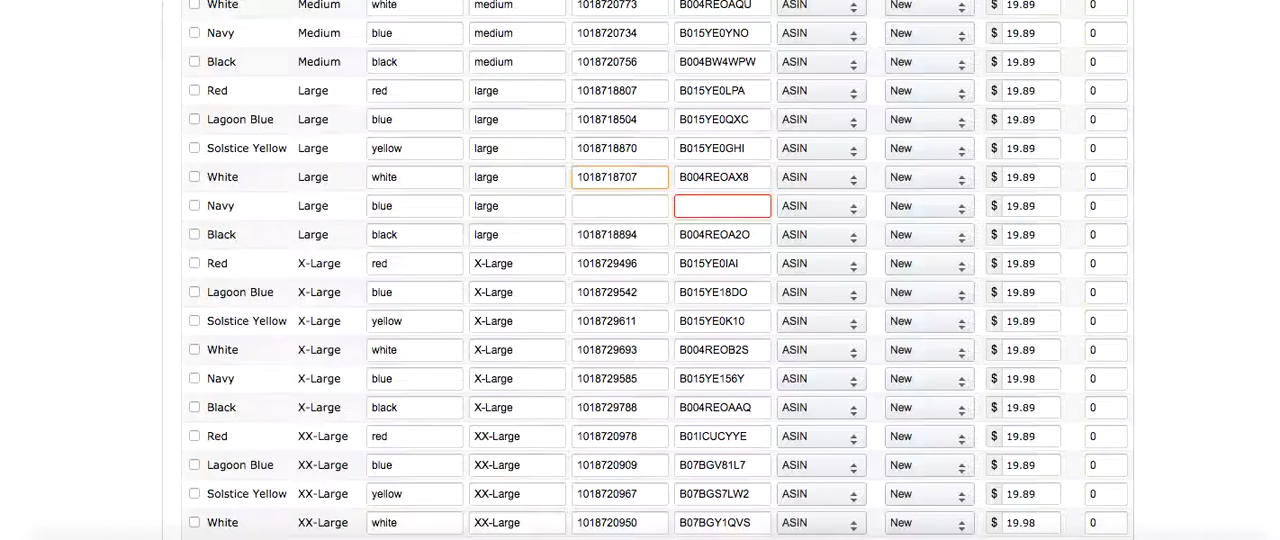 White Medium white medium 1018720773 B004REOAQU ASIN New $ 19.89 0
Navy Medium blue medium 1018720734 B015YE0YNO ASIN New $ 19.89 0
Black Medium black medium 1018720756 B004BW4WPW ASIN New $ 19.89 0
Red Large red large 1018718807 B015YE0LPA ASIN New $ 19.89 0
Lagoon Blue Large blue large 1018718504 B015YE0QXC ASIN New $ 19.89 0
Solstice Yellow Large yellow large 1018718870 B015YE0GHI ASIN New $ 19.89 0
White Large white large 1018718707 B004REOAX8 ASIN New $ 19.89 0
Navy Large blue large ASIN New $ 19.89 0
Black Large black large 1018718894 B004REOA2O ASIN New $ 19.89 0
Red X-Large red X-Large 1018729496 B015YE0IAI ASIN New $ 19.89 0
Lagoon Blue X-Large blue X-Large 1018729542 B015YE18DO ASIN New $ 19.89 0
Solstice Yellow X-Large yellow X-Large 1018729611 B015YE0K10 ASIN New $ 19.89 0
White X-Large white X-Large 1018729693 B004REOB2S ASIN New $ 19.89 0
Navy X-Large blue X-Large 1018729585 B015YE156Y ASIN New $ 19.98 0
Black X-Large black X-Large 1018729788 B004REOAAQ ASIN New $ 19.89 0
Red XX-Large red XX-Large 1018720978 B01ICUCYYE ASIN New $ 19.89 0
Lagoon Blue XX-Large blue XX-Large 1018720909 B07BGV81L7 ASIN New $ 19.89 0
Solstice Yellow XX-Large yellow XX-Large 1018720967 B07BGS7LW2 ASIN New $ 19.89 0
White XX-Large white XX-Large 1018720950 B07BGY1QVS ASIN New $ 19.98 0